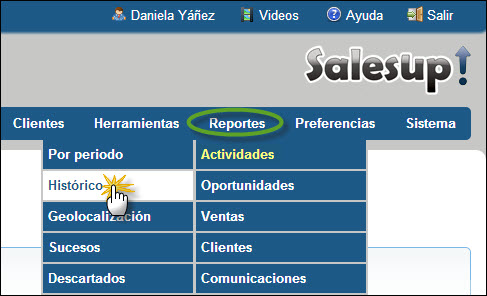 Daniela Yáñez Videos Ayuda Salir
Salesup!
Clientes Herramientas Reportes Preferencias Sistema
Por periodo Actividades
Histórico Oportunidades
Geolocalización Ventas
Sucesos Clientes
Descartados Comunicaciones